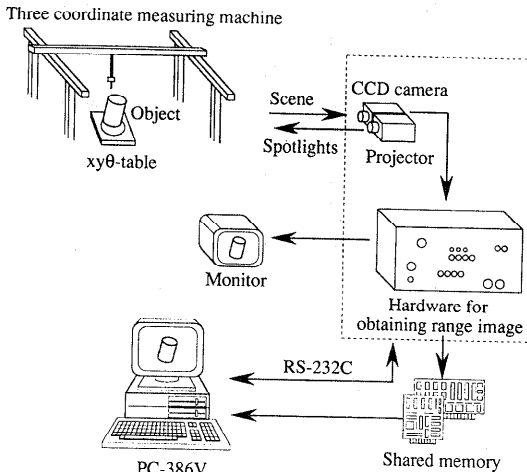 Three coordinate measuring machine
Object
xyθ-table
Scene
Spotlights
CCD camera
Projector
Monitor
Hardware for
obtaining range image
RS-232C
PC-386V
Shared memory